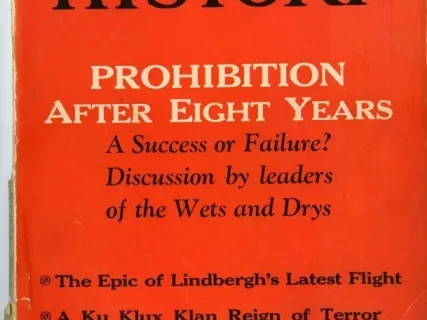 HISTORY
PROHIBITION
AFTER EIGHT YEARS
A Success or Failure?
Discussion by leaders
of the Wets and Drys
The Epic of Lindbergh's Latest Flight
A Ku Klux Klan Reign of Terror